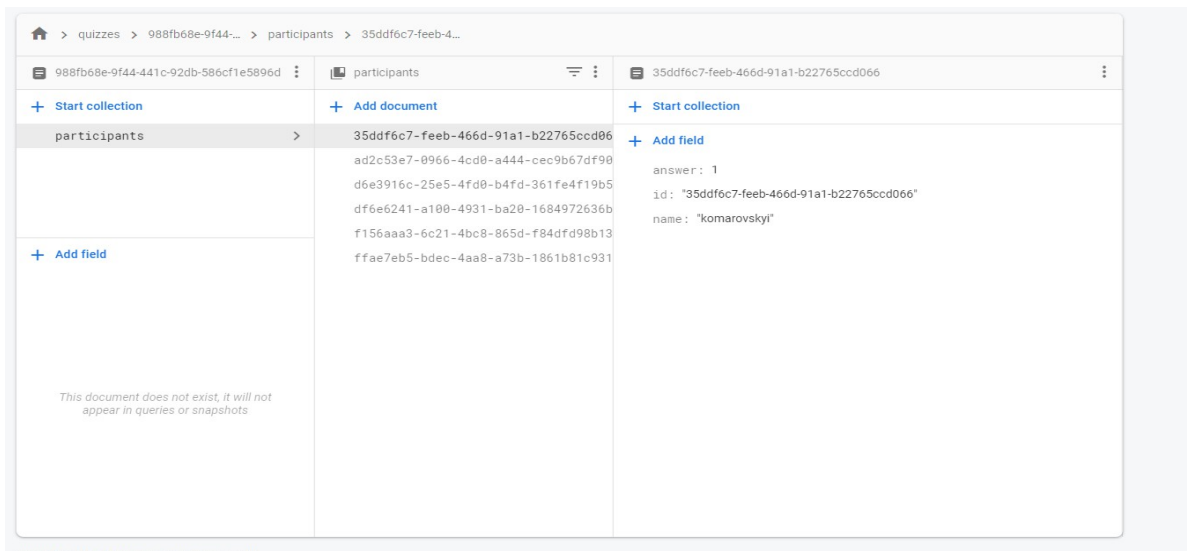 quizzes > 988fb68e-9f44-… > participants > 35ddf6c7-feeb-4…
988fb68e-9f44-441c-92db-586cf1e5896d
+ Start collection
participants >
+ Add field
This document does not exist, it will not
appear in queries or snapshots
participants
+ Add document
35ddf6c7-feeb-466d-91a1-b22765ccd06
ad2c53e7-0966-4cd0-a444-cec9b67df90
d6e3916c-25e5-4fd0-b4fd-361fe4f19b5
df6e6241-a100-4931-ba20-1684972636b
f156aaa3-6c21-4bc8-865d-f84dfd98b13
ffae7eb5-bdec-4aa8-a73b-1861b81c931
35ddf6c7-feeb-466d-91a1-b22765ccd066
+ Start collection
+ Add field
answer: 1
id: "35ddf6c7-feeb-466d-91a1-b22765ccd066"
name: "komarovskyi"